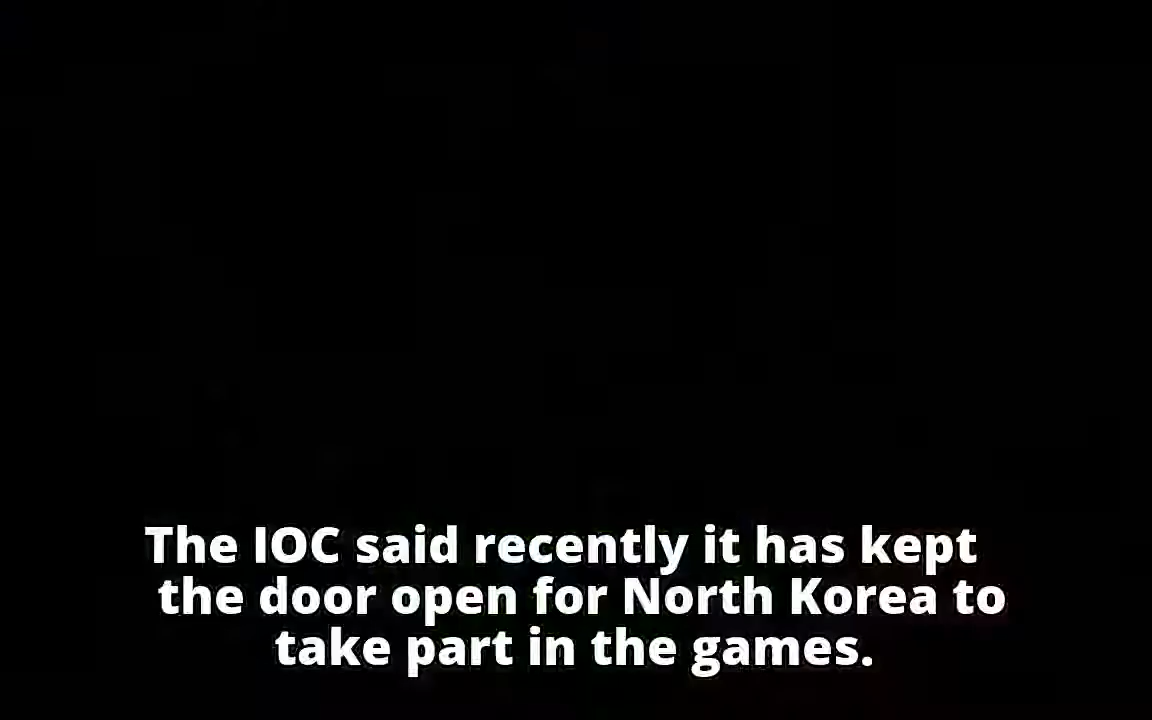 The IOC said recently it has kept
the door open for North Korea to
take part in the games.